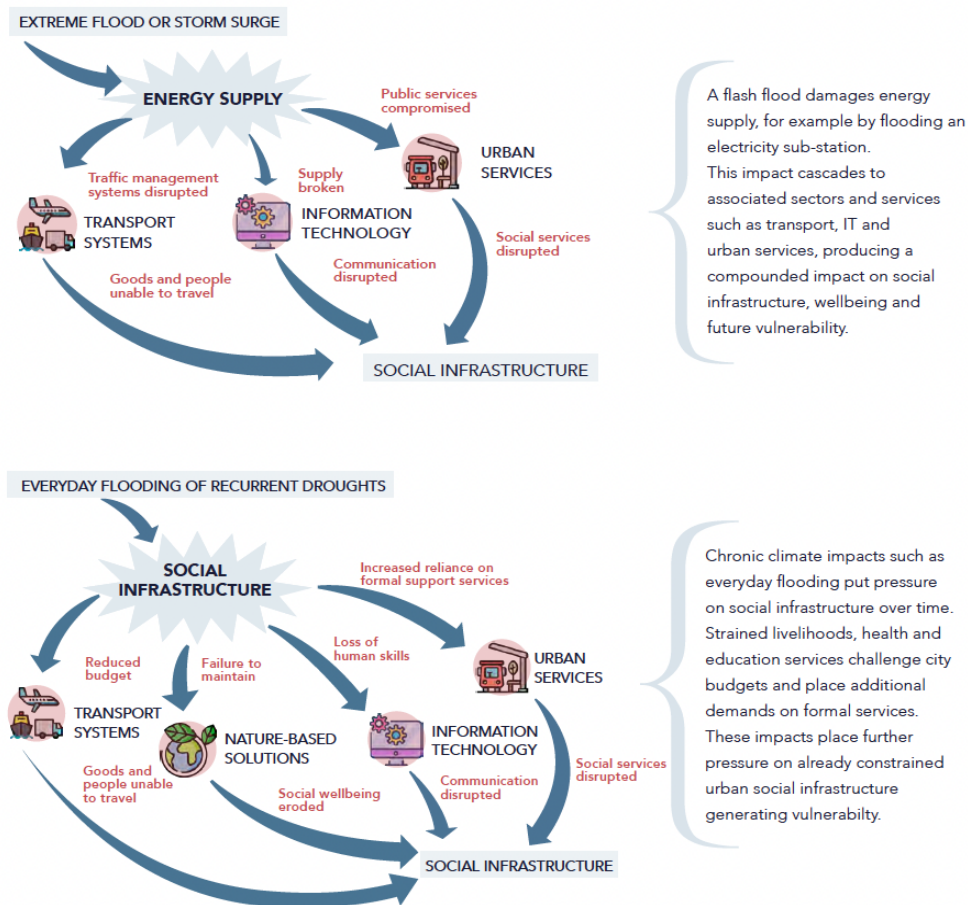 EXTREME FLOOD OR STORM SURGE
ENERGY SUPPLY
Public services
compromised
URBAN
SERVICES
Traffic management
systems disrupted
Supply
broken
TRANSPORT
SYSTEMS
INFORMATION
TECHNOLOGY
Social services
disrupted
Goods and people
unable to travel
Communication
disrupted
SOCIAL INFRASTRUCTURE
A flash flood damages energy
supply, for example by flooding an
electricity sub-station.
This impact cascades to
associated sectors and services
such as transport, IT and
urban services, producing a
compounded impact on social
infrastructure, wellbeing and
future vulnerability.
EVERYDAY FLOODING OF RECURRENT DROUGHTS
SOCIAL
INFRASTRUCTURE
Increased reliance on
formal support services
Reduced
budget
Failure to
maintain
Loss of
human skills
URBAN
SERVICES
TRANSPORT
SYSTEMS
NATURE-BASED
SOLUTIONS
INFORMATION
TECHNOLOGY
Goods and
people unable
to travel
Social wellbeing
eroded
Communication
disrupted
Social services
disrupted
SOCIAL INFRASTRUCTURE
Chronic climate impacts such as
everyday flooding put pressure
on social infrastructure over time.
Strained livelihoods, health and
education services challenge city
budgets and place additional
demands on formal services.
These impacts place further
pressure on already constrained
urban social infrastructure
generating vulnerabilty.